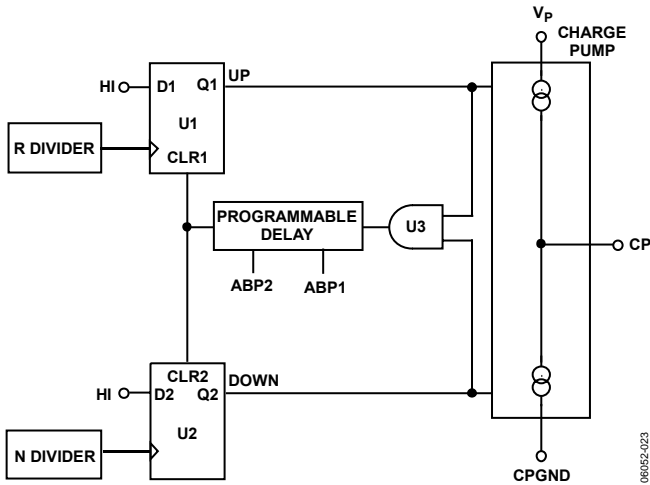 VP
CHARGE
PUMP
HI
D1
Q1
UP
U1
R DIVIDER
CLR1
PROGRAMMABLE
DELAY
U3
CP
ABP2
ABP1
CLR2
DOWN
HI
D2
Q2
U2
N DIVIDER
CPGND
06052-023